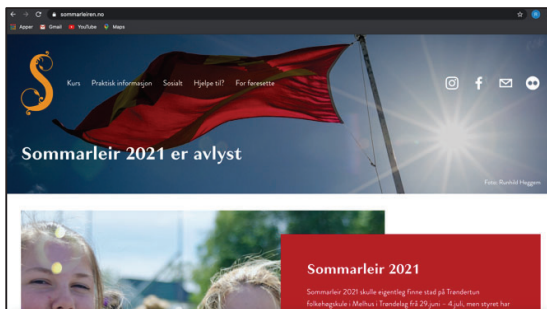 sommarleiren.no
Apper Gmail YouTube Maps
Kurs Praktisk informasjon Sosialt Hjelpe til? For føresette
Sommarleir 2021 er avlyst
Foto: Runhild Heggem
Sommarleir 2021
Sommarleir 2021 skulle eigentleg finne stad på Trøndertun
folkehøgskule i Melhus i Trøndelag frå 29.juni – 4.juli, men styret har